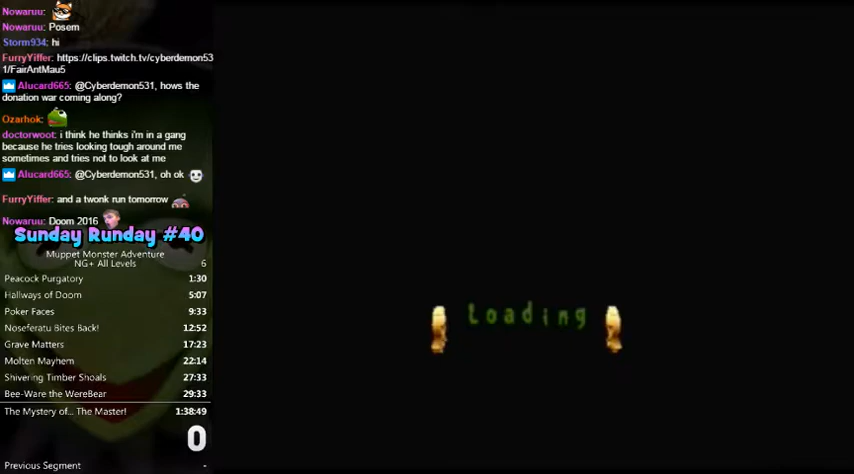 Nowaruu:
Nowaruu: Posem
Storm934: hi
FurryYiffer: https://clips.twitch.tv/cyberdemon53
1/FairAntMau5
Alucard665: @Cyberdemon531, hows the
donation war coming along?
Ozarhok:
doctorwoot: i think he thinks i'm in a gang
because he tries looking tough around me
sometimes and tries not to look at me
Alucard665: @Cyberdemon531, oh ok
FurryYiffer: and a twonk run tomorrow
Nowaruu: Doom 2016
Sunday Runday #40
Muppet Monster Adventure
NG+ All Levels 6
Peacock Purgatory 1:30
Hallways of Doom 5:07
Poker Faces 9:33
Noseferatu Bites Back! 12:52
Grave Matters 17:23
Molten Mayhem 22:14
Shivering Timber Shoals 27:33
Bee-Ware the WereBear 29:33
The Mystery of... The Master! 1:38:49
0
Previous Segment -
Loading